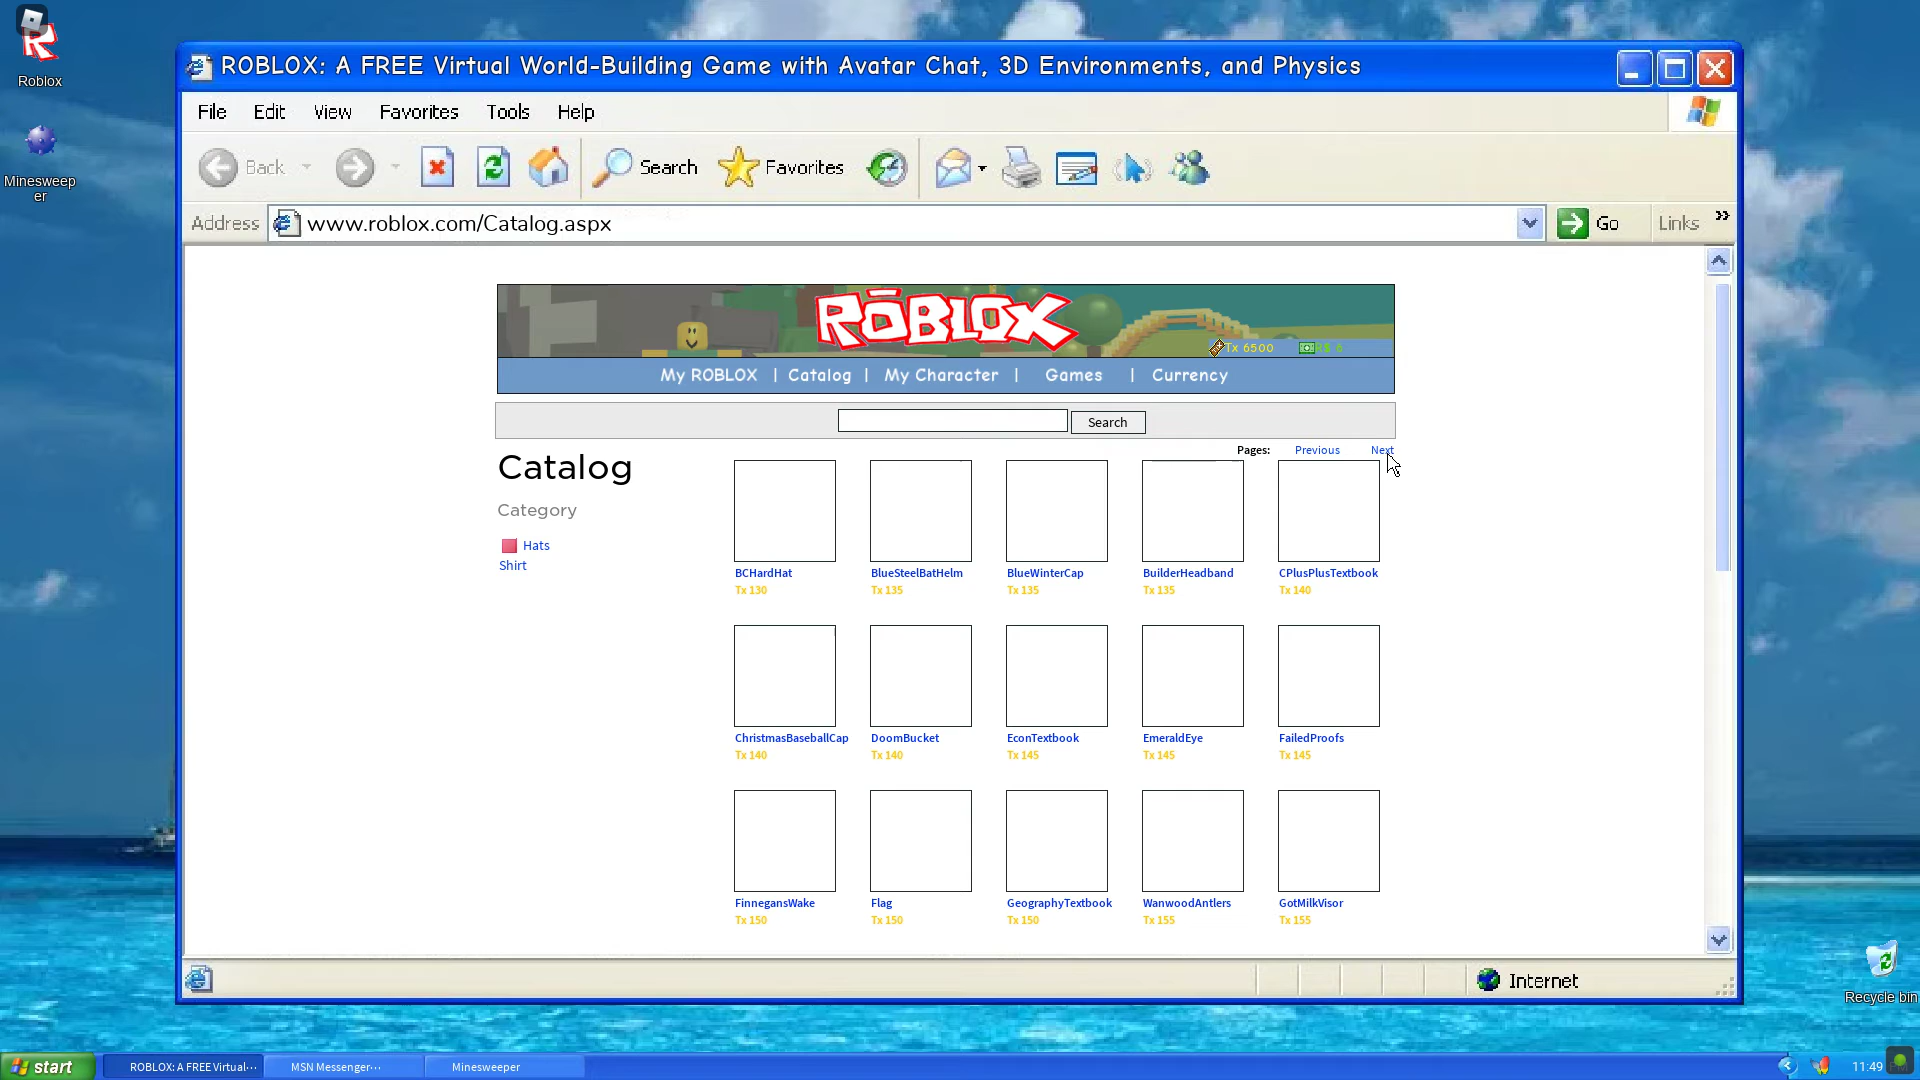 Roblox
Minesweep
er
ROBLOX: A FREE Virtual World-Building Game with Avatar Chat, 3D Environments, and Physics
File Edit View Favorites Tools Help
Back Search Favorites
Address www.roblox.com/Catalog.aspx Go Links »
ROBLOX
Tx 6500 R$ 6
My ROBLOX | Catalog | My Character | Games | Currency
Search
Pages: Previous Next
Catalog
Category
Hats
Shirt
BCHardHat BlueSteelBatHelm BlueWinterCap BuilderHeadband CPlusPlusTextbook
Tx 130 Tx 135 Tx 135 Tx 135 Tx 140
ChristmasBaseballCap DoomBucket EconTextbook EmeraldEye FailedProofs
Tx 140 Tx 140 Tx 145 Tx 145 Tx 145
FinnegansWake Flag GeographyTextbook WanwoodAntlers GotMilkVisor
Tx 150 Tx 150 Tx 150 Tx 155 Tx 155
Internet
Recycle bin
start ROBLOX: A FREE Virtual··· MSN Messenger··· Minesweeper 11:49